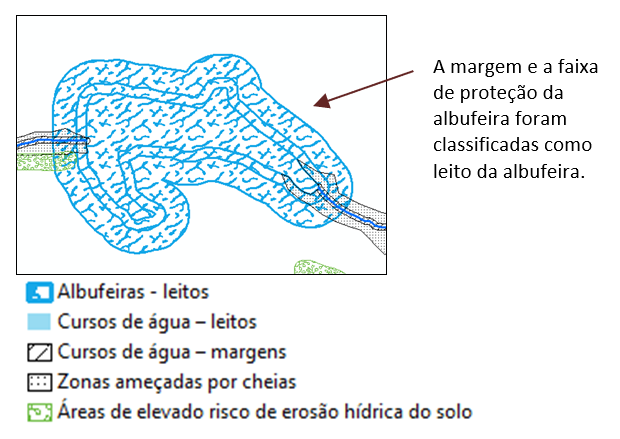 A margem e a faixa
de proteção da
albufeira foram
classificadas como
leito da albufeira.
Albufeiras - leitos
Cursos de água – leitos
Cursos de água – margens
Zonas ameçadas por cheias
Áreas de elevado risco de erosão hídrica do solo